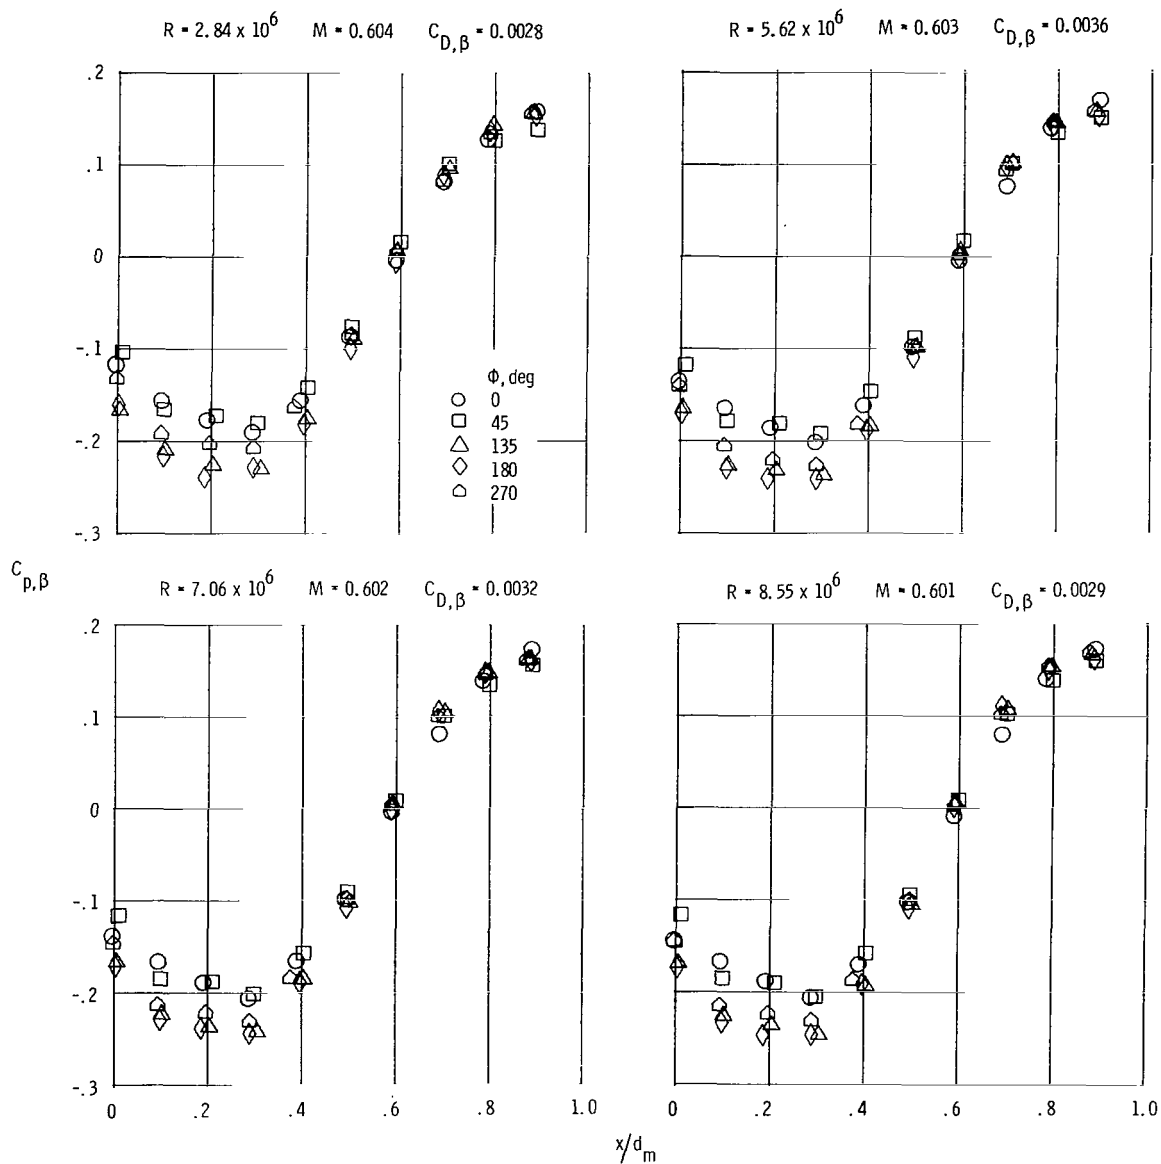 R = 2.84 x 10^6 M = 0.604 C_D,β = 0.0028
R = 5.62 x 10^6 M = 0.603 C_D,β = 0.0036
.2
.1
0
-.1
-.2
-.3
Φ, deg
0
45
135
180
270
C_p,β
R = 7.06 x 10^6 M = 0.602 C_D,β = 0.0032
R = 8.55 x 10^6 M = 0.601 C_D,β = 0.0029
.2
.1
0
-.1
-.2
-.3
0 .2 .4 .6 .8 1.0
0 .2 .4 .6 .8 1.0
x/d_m